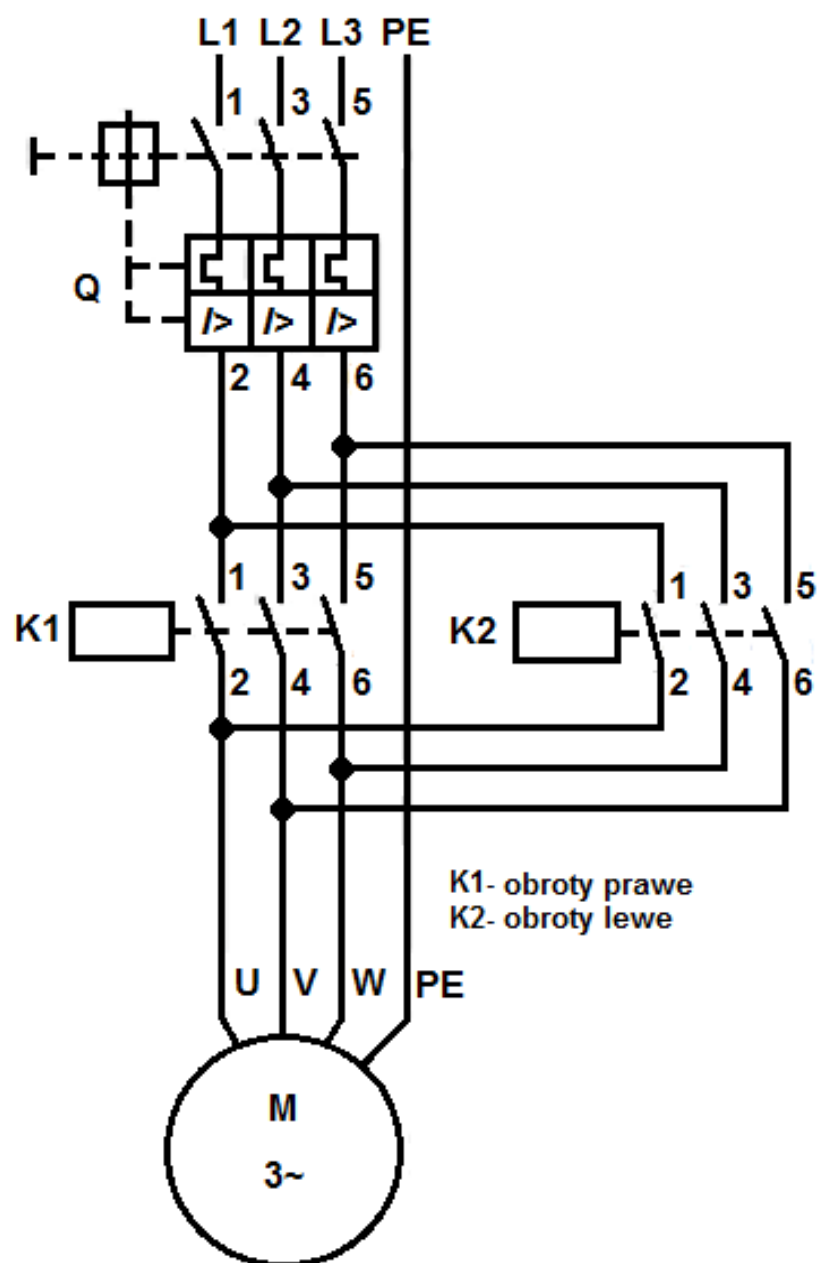 L1 L2 L3 PE
1 3 5
Q
I> I> I>
2 4 6
1 3 5
1 3 5
K1
K2
2 4 6
2 4 6
K1- obroty prawe
K2- obroty lewe
U V W PE
M
3~